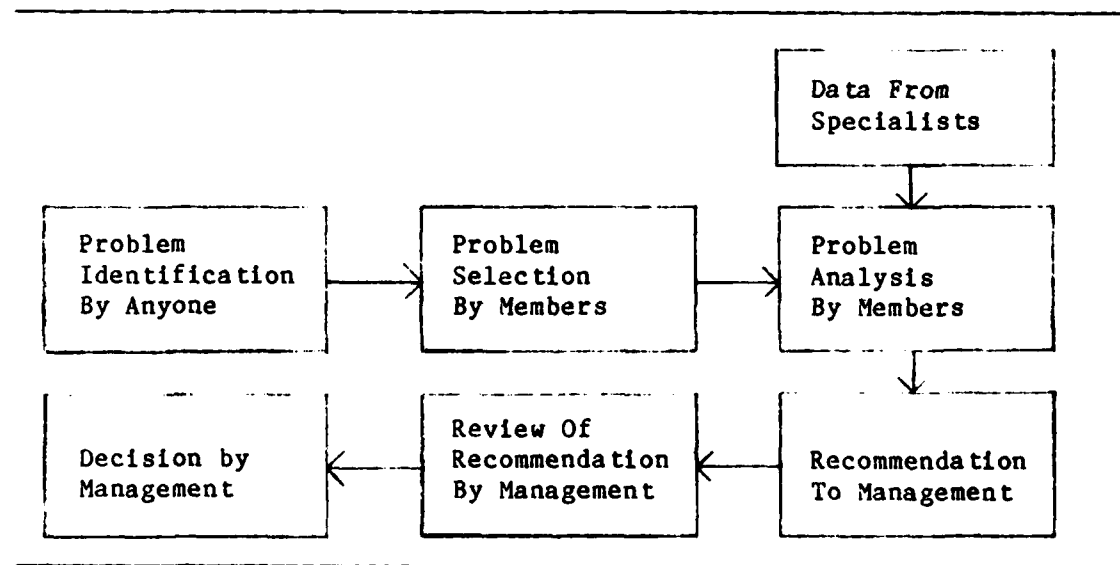 Data From
Specialists
Problem
Identification
By Anyone
Problem
Selection
By Members
Problem
Analysis
By Members
Decision by
Management
Review Of
Recommendation
By Management
Recommendation
To Management